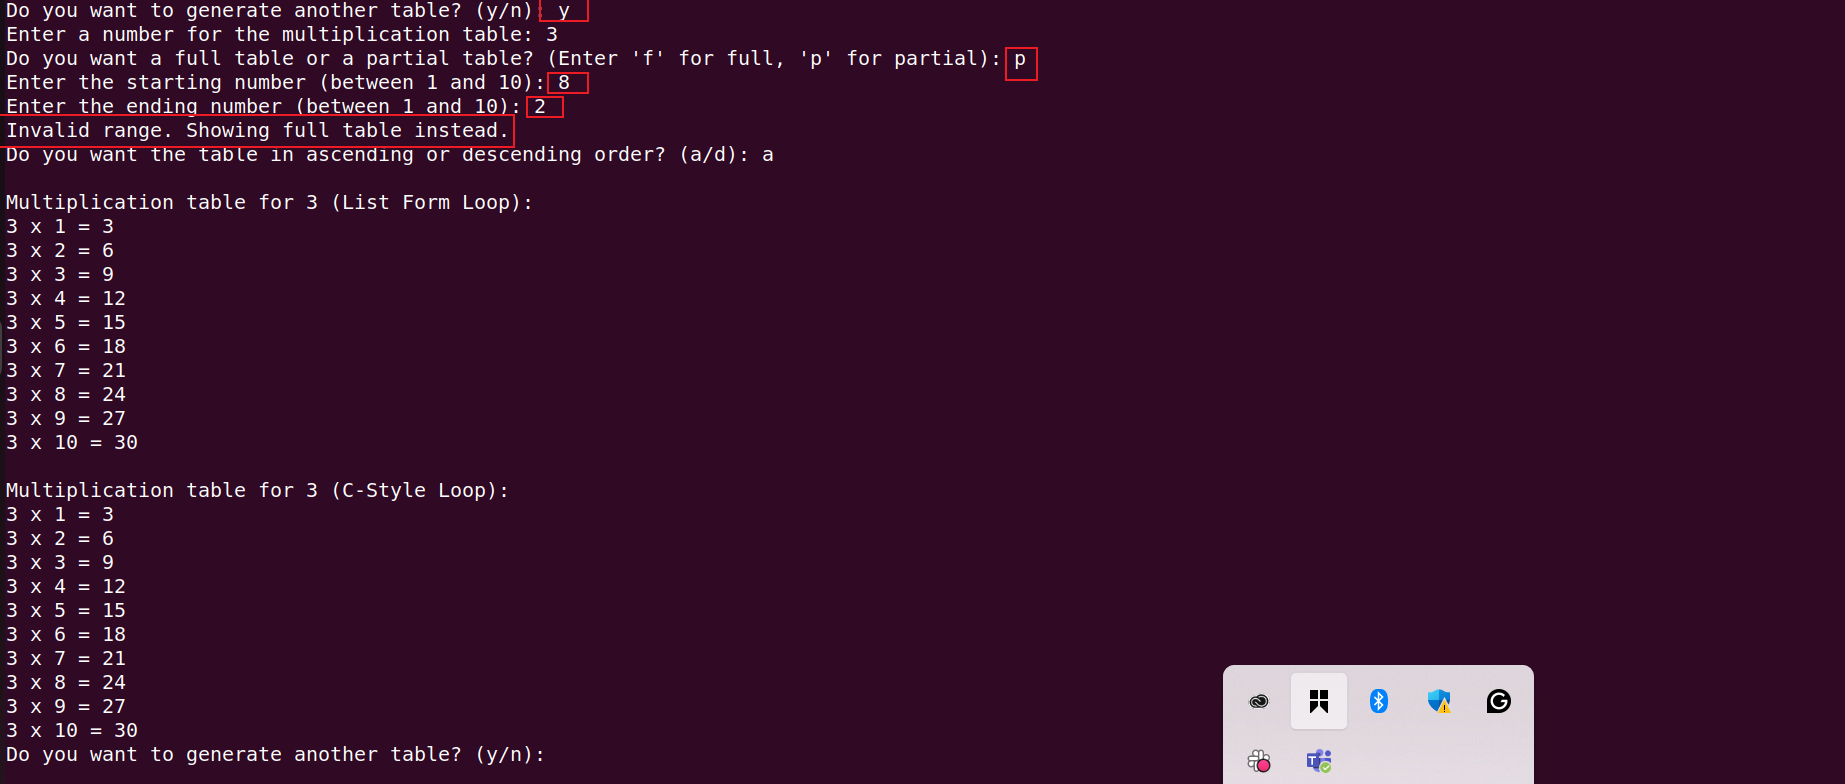 Do you want to generate another table? (y/n): y
Enter a number for the multiplication table: 3
Do you want a full table or a partial table? (Enter 'f' for full, 'p' for partial): p
Enter the starting number (between 1 and 10): 8
Enter the ending number (between 1 and 10): 2
Invalid range. Showing full table instead.
Do you want the table in ascending or descending order? (a/d): a
Multiplication table for 3 (List Form Loop):
3 x 1 = 3
3 x 2 = 6
3 x 3 = 9
3 x 4 = 12
3 x 5 = 15
3 x 6 = 18
3 x 7 = 21
3 x 8 = 24
3 x 9 = 27
3 x 10 = 30
Multiplication table for 3 (C-Style Loop):
3 x 1 = 3
3 x 2 = 6
3 x 3 = 9
3 x 4 = 12
3 x 5 = 15
3 x 6 = 18
3 x 7 = 21
3 x 8 = 24
3 x 9 = 27
3 x 10 = 30
Do you want to generate another table? (y/n):